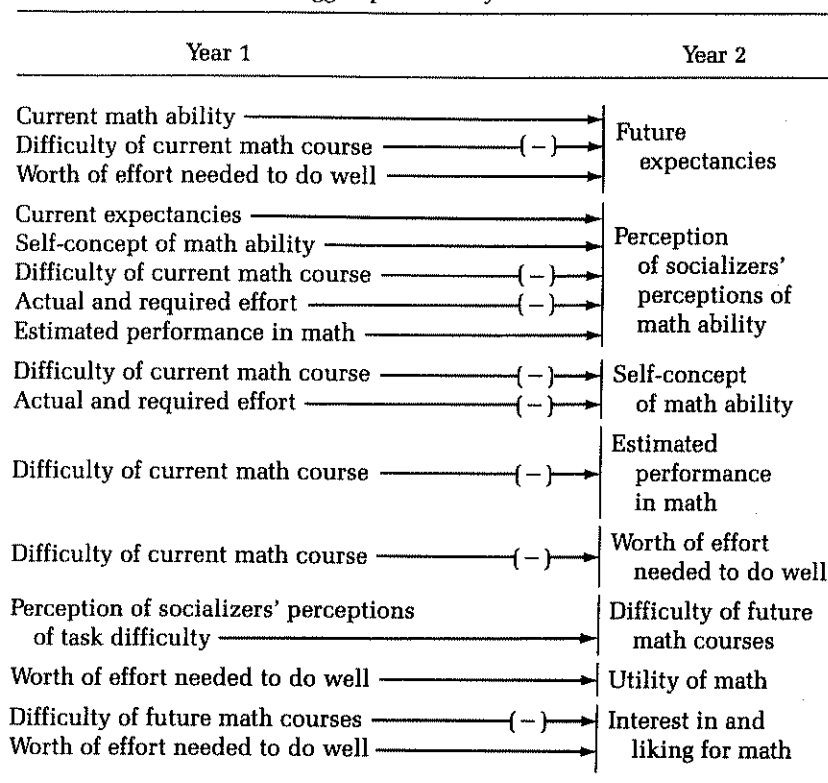 Year 1 Year 2
Current math ability
Difficulty of current math course (−)
Worth of effort needed to do well
Future
expectancies
Current expectancies
Self-concept of math ability
Difficulty of current math course (−)
Actual and required effort (−)
Estimated performance in math
Perception
of socializers'
perceptions of
math ability
Difficulty of current math course (−)
Actual and required effort (−)
Self-concept
of math ability
Difficulty of current math course (−)
Estimated
performance
in math
Difficulty of current math course (−)
Worth of effort
needed to do well
Perception of socializers' perceptions
of task difficulty
Difficulty of future
math courses
Worth of effort needed to do well
Utility of math
Difficulty of future math courses (−)
Worth of effort needed to do well
Interest in and
liking for math